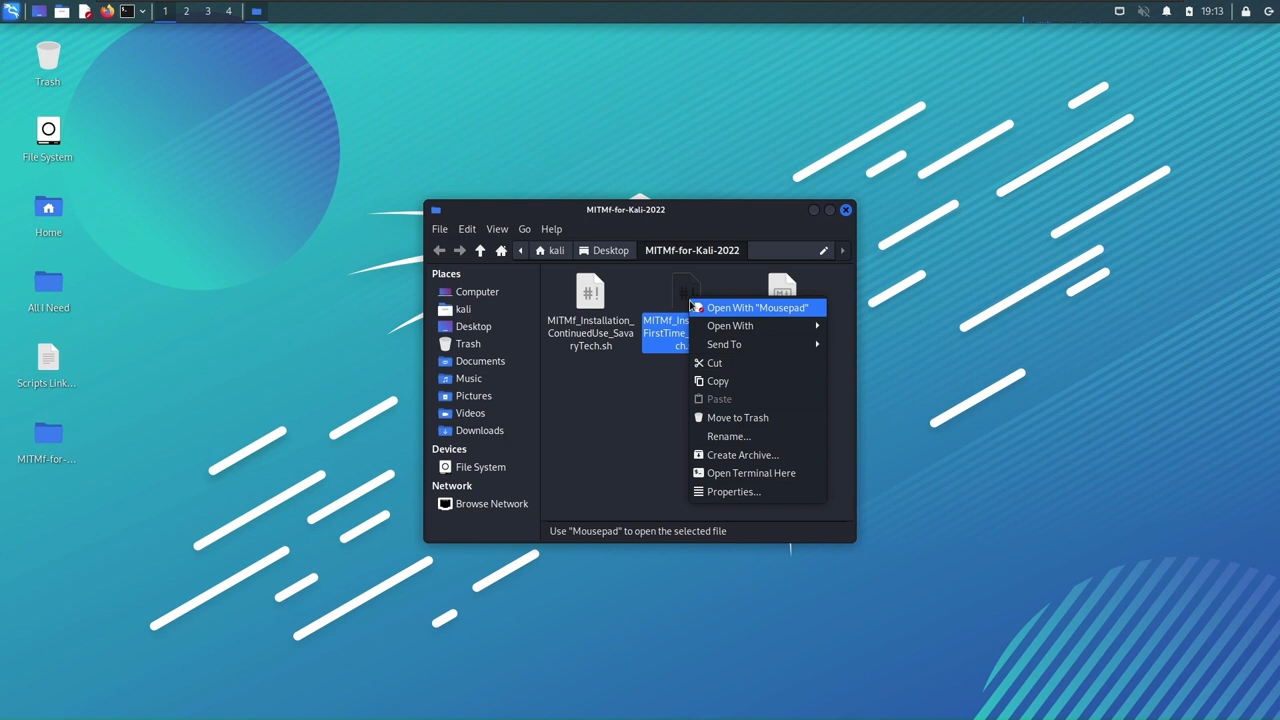 1 2 3 4
19:13
Trash
File System
Home
All I Need
Scripts Link...
MITMf-for-...
MITMf-for-Kali-2022
File Edit View Go Help
kali Desktop MITMf-for-Kali-2022
Places
Computer
kali
Desktop
Trash
Documents
Music
Pictures
Videos
Downloads
Devices
File System
Network
Browse Network
#!
MITMf_Installation_
ContinuedUse_Sava
ryTech.sh
#!
MITMf_Ins
FirstTime_
ch.
Open With "Mousepad"
Open With
Send To
Cut
Copy
Paste
Move to Trash
Rename...
Create Archive...
Open Terminal Here
Properties...
Use "Mousepad" to open the selected file